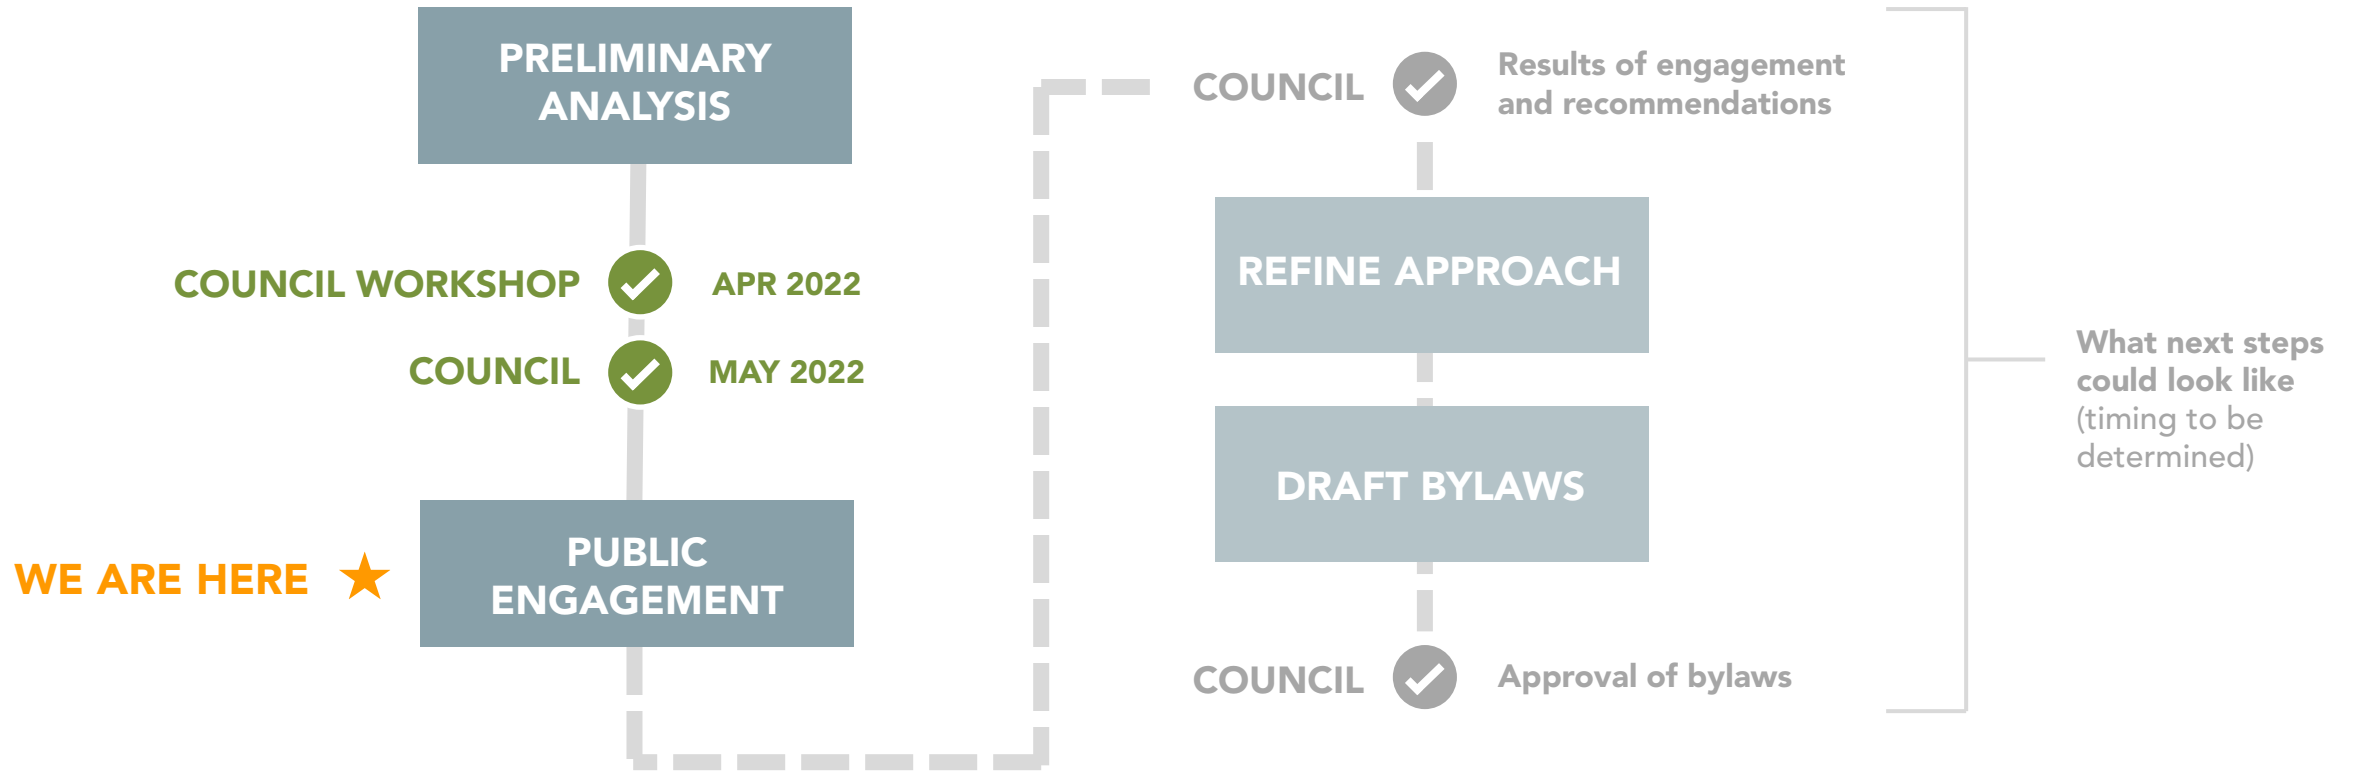 PRELIMINARY
ANALYSIS
COUNCIL WORKSHOP
APR 2022
COUNCIL
MAY 2022
WE ARE HERE
PUBLIC
ENGAGEMENT
COUNCIL
Results of engagement
and recommendations
REFINE APPROACH
DRAFT BYLAWS
COUNCIL
Approval of bylaws
What next steps
could look like
(timing to be
determined)